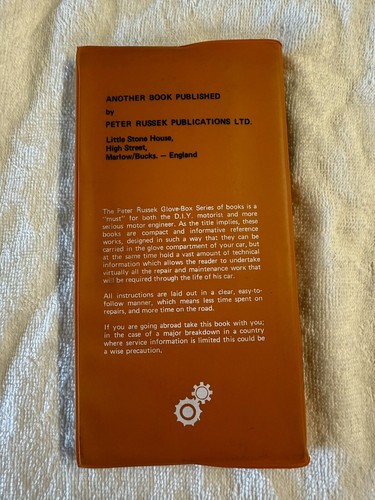 ANOTHER BOOK PUBLISHED
by
PETER RUSSEK PUBLICATIONS LTD.
Little Stone House,
High Street,
Marlow/Bucks. — England
The Peter Russek Glove-Box Series of books is a
"must" for both the D.I.Y. motorist and more
serious motor engineer. As the title implies, these
books are compact and informative reference
works, designed in such a way that they can be
carried in the glove compartment of your car, but
at the same time hold a vast amount of technical
information which allows the reader to undertake
virtually all the repair and maintenance work that
will be required through the life of his car.
All instructions are laid out in a clear, easy-to-
follow manner, which means less time spent on
repairs, and more time on the road.
If you are going abroad take this book with you;
in the case of a major breakdown in a country
where service information is limited this could be
a wise precaution.